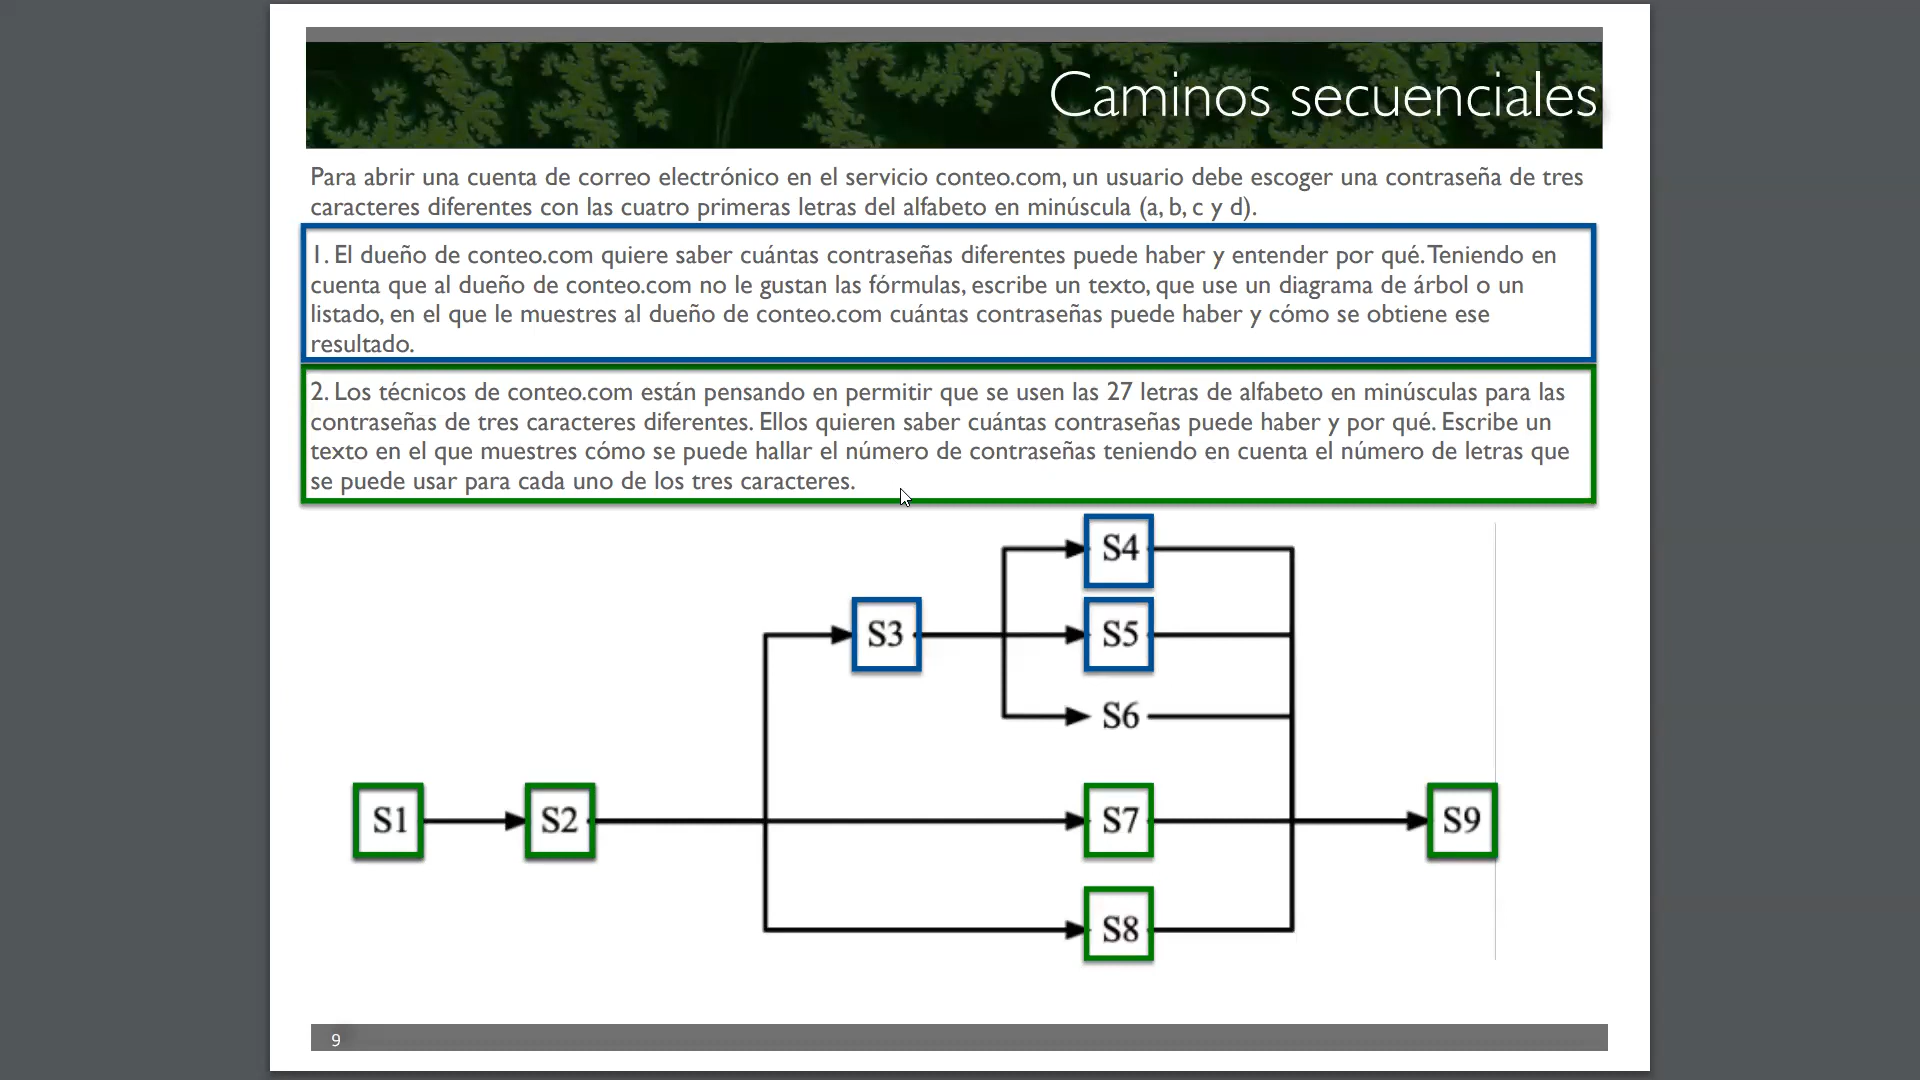 Caminos secuenciales
Para abrir una cuenta de correo electrónico en el servicio conteo.com, un usuario debe escoger una contraseña de tres
caracteres diferentes con las cuatro primeras letras del alfabeto en minúscula (a, b, c y d).
1. El dueño de conteo.com quiere saber cuántas contraseñas diferentes puede haber y entender por qué. Teniendo en
cuenta que al dueño de conteo.com no le gustan las fórmulas, escribe un texto, que use un diagrama de árbol o un
listado, en el que le muestres al dueño de conteo.com cuántas contraseñas puede haber y cómo se obtiene ese
resultado.
2. Los técnicos de conteo.com están pensando en permitir que se usen las 27 letras de alfabeto en minúsculas para las
contraseñas de tres caracteres diferentes. Ellos quieren saber cuántas contraseñas puede haber y por qué. Escribe un
texto en el que muestres cómo se puede hallar el número de contraseñas teniendo en cuenta el número de letras que
se puede usar para cada uno de los tres caracteres.
S4
S3 S5
S6
S1 S2 S7 S9
S8
9